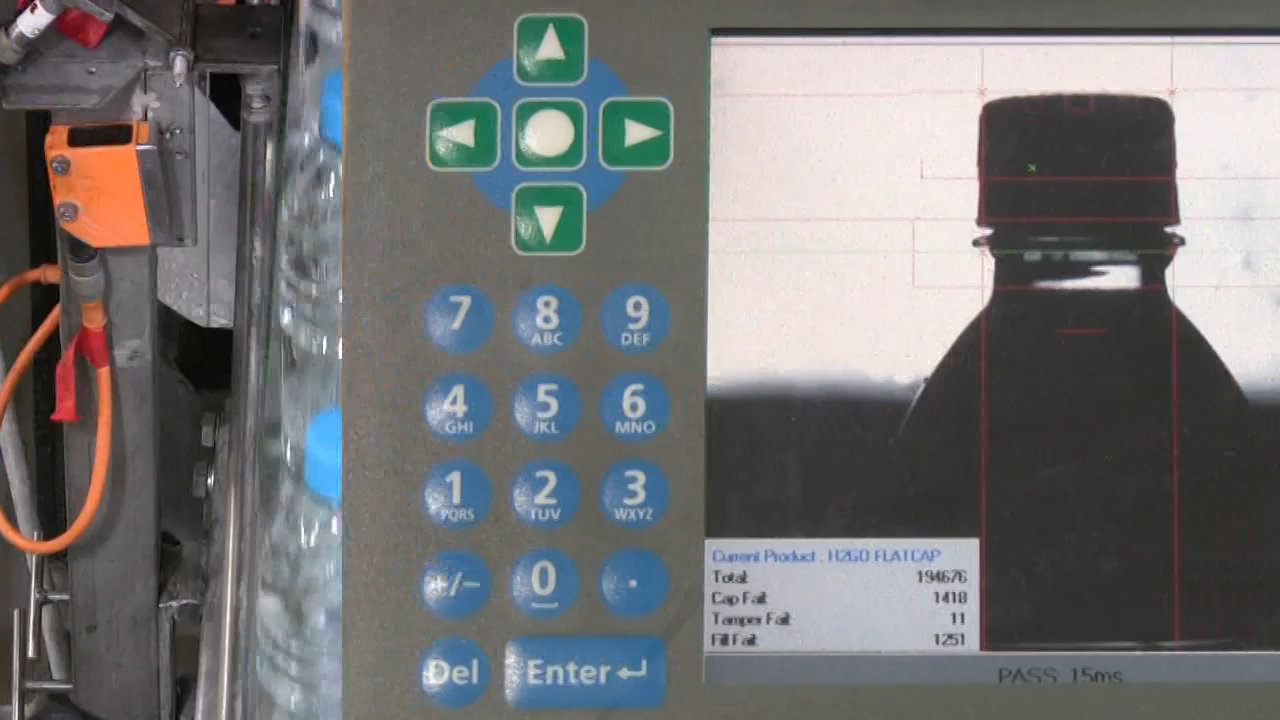 7
8 ABC
9 DEF
4 GHI
5 JKL
6 MNO
1 PQRS
2 TUV
3 WXYZ
+/−
0
.
Del
Enter
Current Product : H2GO FLATCAP
Total: 194676
Cap Fail: 1418
Tamper Fail: 11
Fill Fail: 1251
PASS 15ms